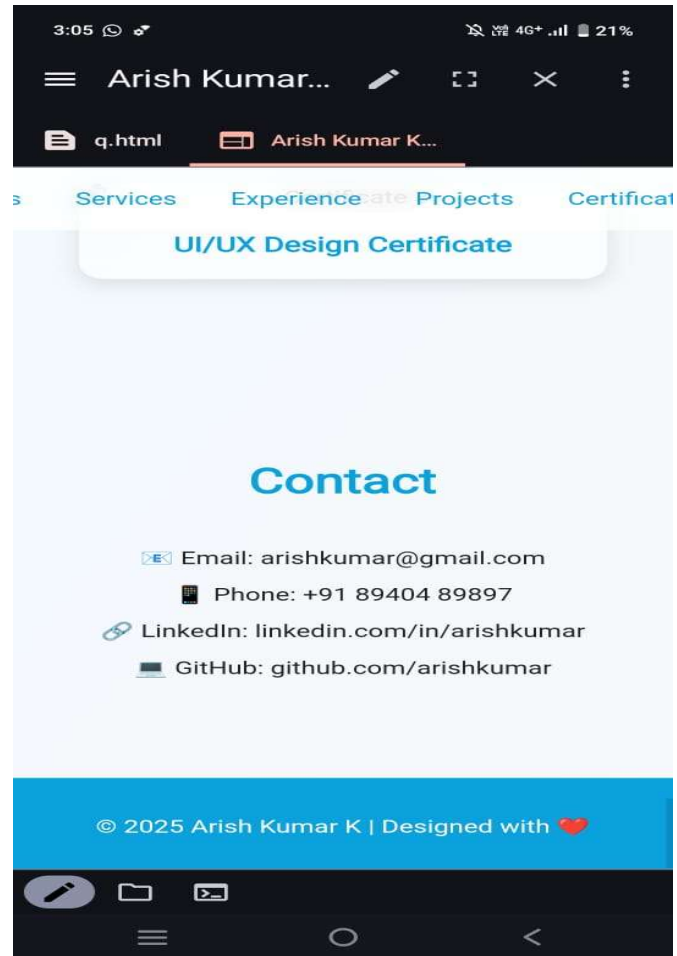 3:05 4G+ 21%
Arish Kumar...
q.html Arish Kumar K...
s Services Experience Projects Certificat
UI/UX Design Certificate
Contact
📧 Email: arishkumar@gmail.com
📱 Phone: +91 89404 89897
🔗 LinkedIn: linkedin.com/in/arishkumar
💻 GitHub: github.com/arishkumar
© 2025 Arish Kumar K | Designed with ❤️